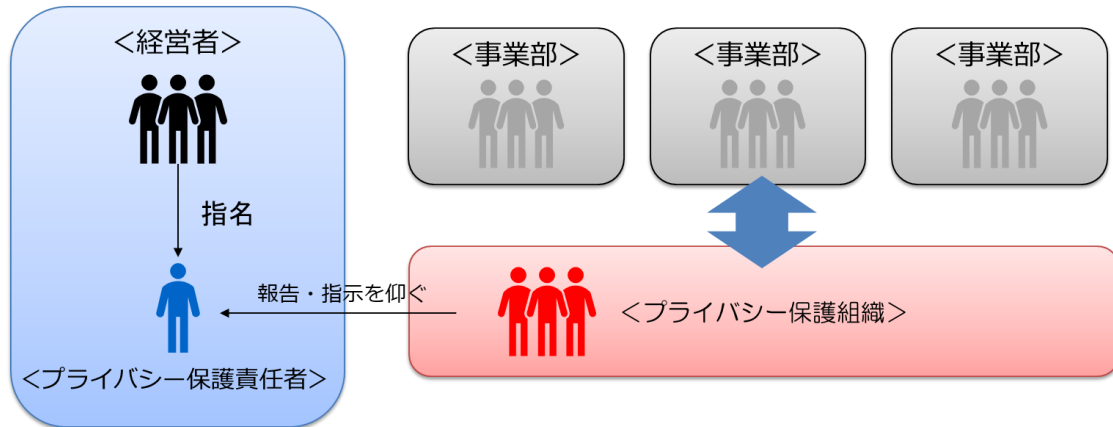 ＜経営者＞
指名
＜プライバシー保護責任者＞
＜事業部＞
＜事業部＞
＜事業部＞
報告・指示を仰ぐ
＜プライバシー保護組織＞